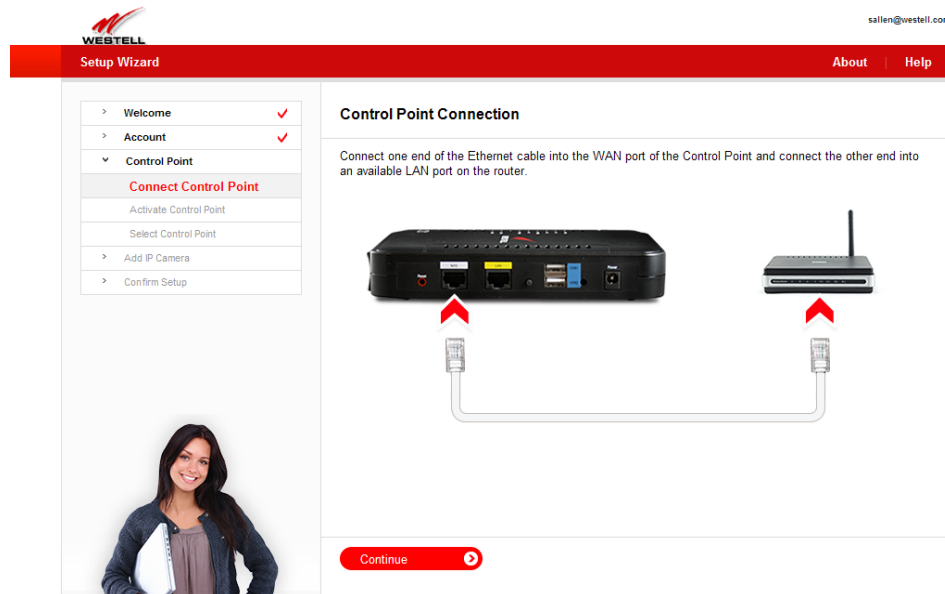 WESTELL
sallen@westell.com
Setup Wizard
About | Help
> Welcome
> Account
Control Point
Connect Control Point
Activate Control Point
Select Control Point
> Add IP Camera
> Confirm Setup
Control Point Connection
Connect one end of the Ethernet cable into the WAN port of the Control Point and connect the other end into
an available LAN port on the router.
Reset
WAN
LAN
Power
Continue